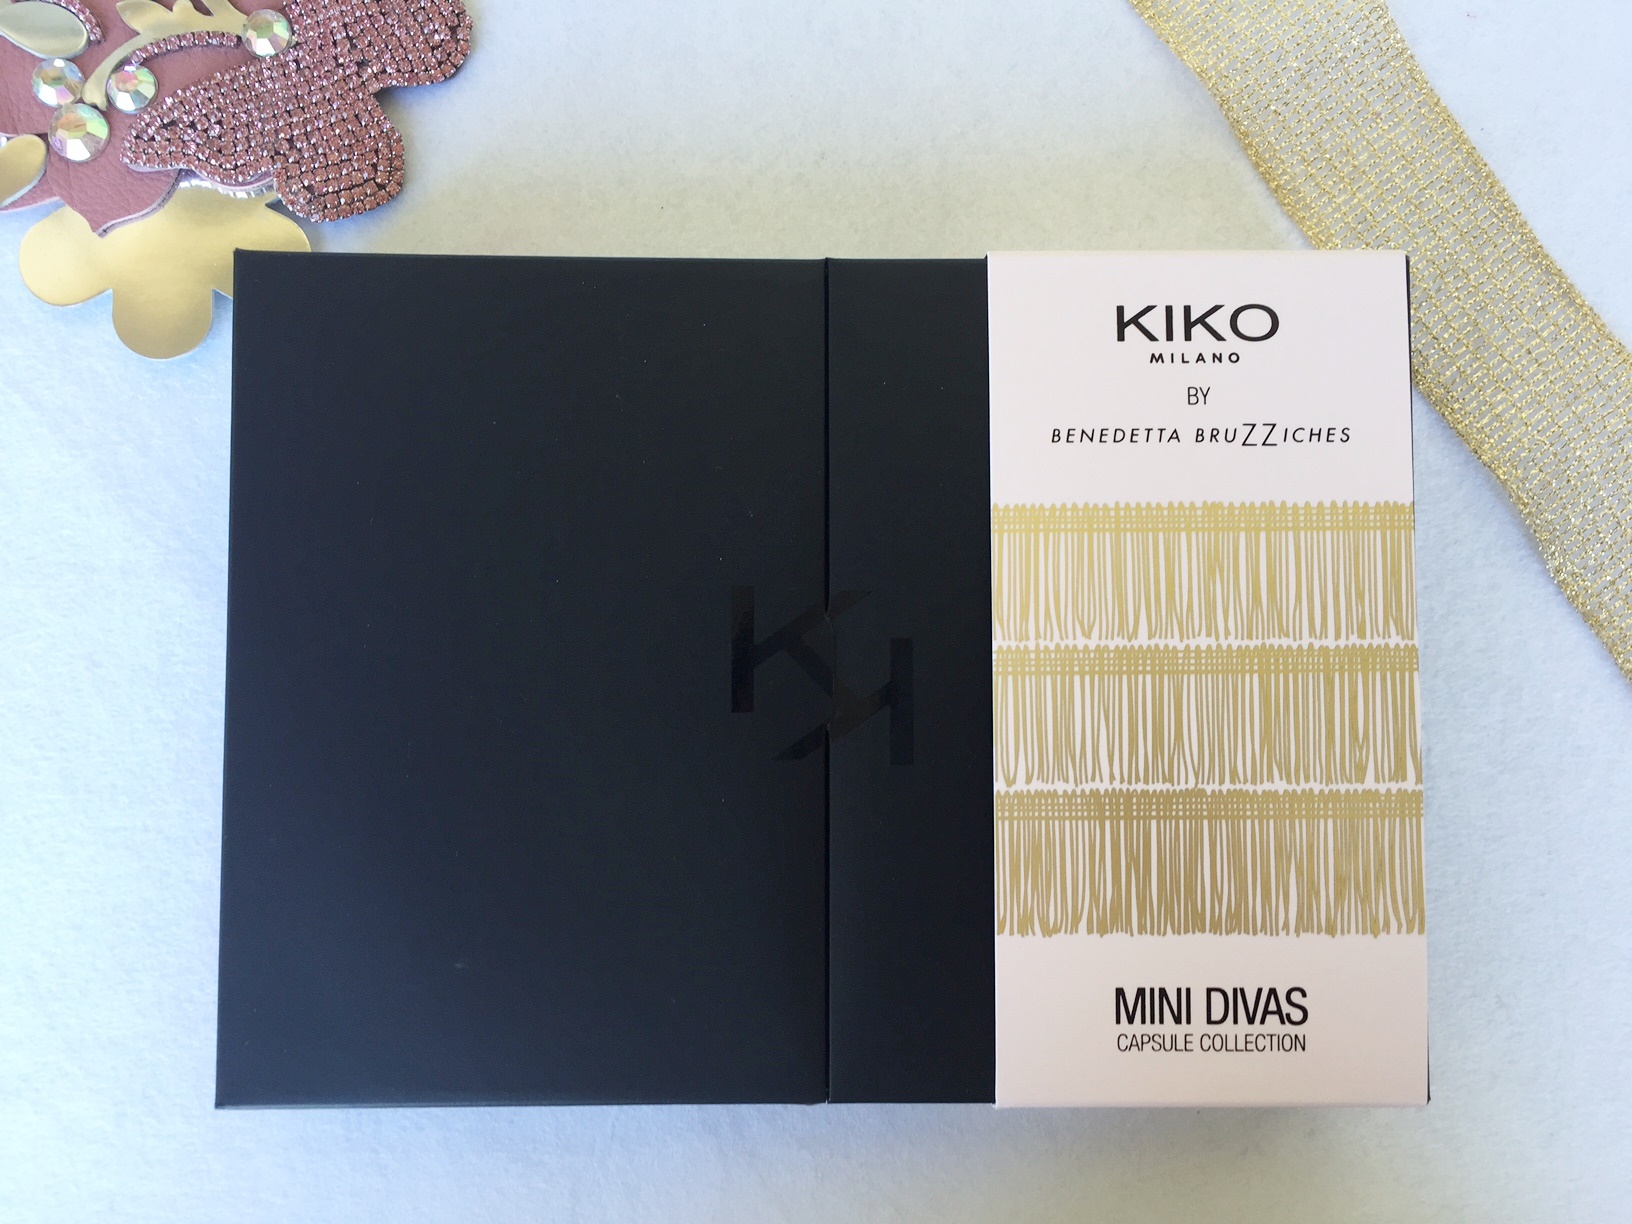 KIKO
MILANO
BY
BENEDETTA BRUZZICHES
MINI DIVAS
CAPSULE COLLECTION